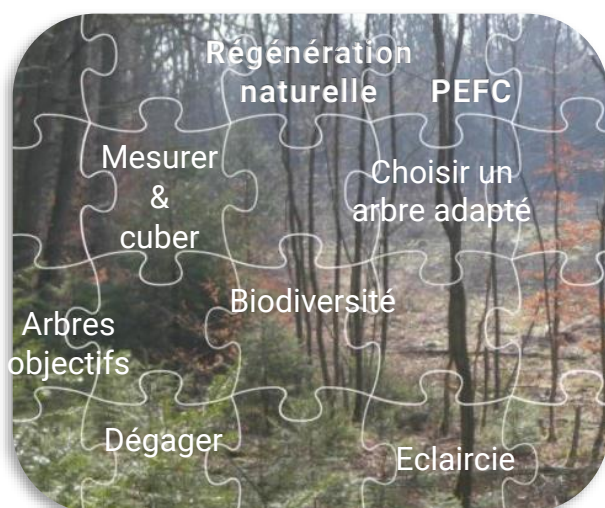 Régénération
naturelle
PEFC
Mesurer
&
cuber
Choisir un
arbre adapté
Biodiversité
Arbres
objectifs
Dégager
Eclaircie